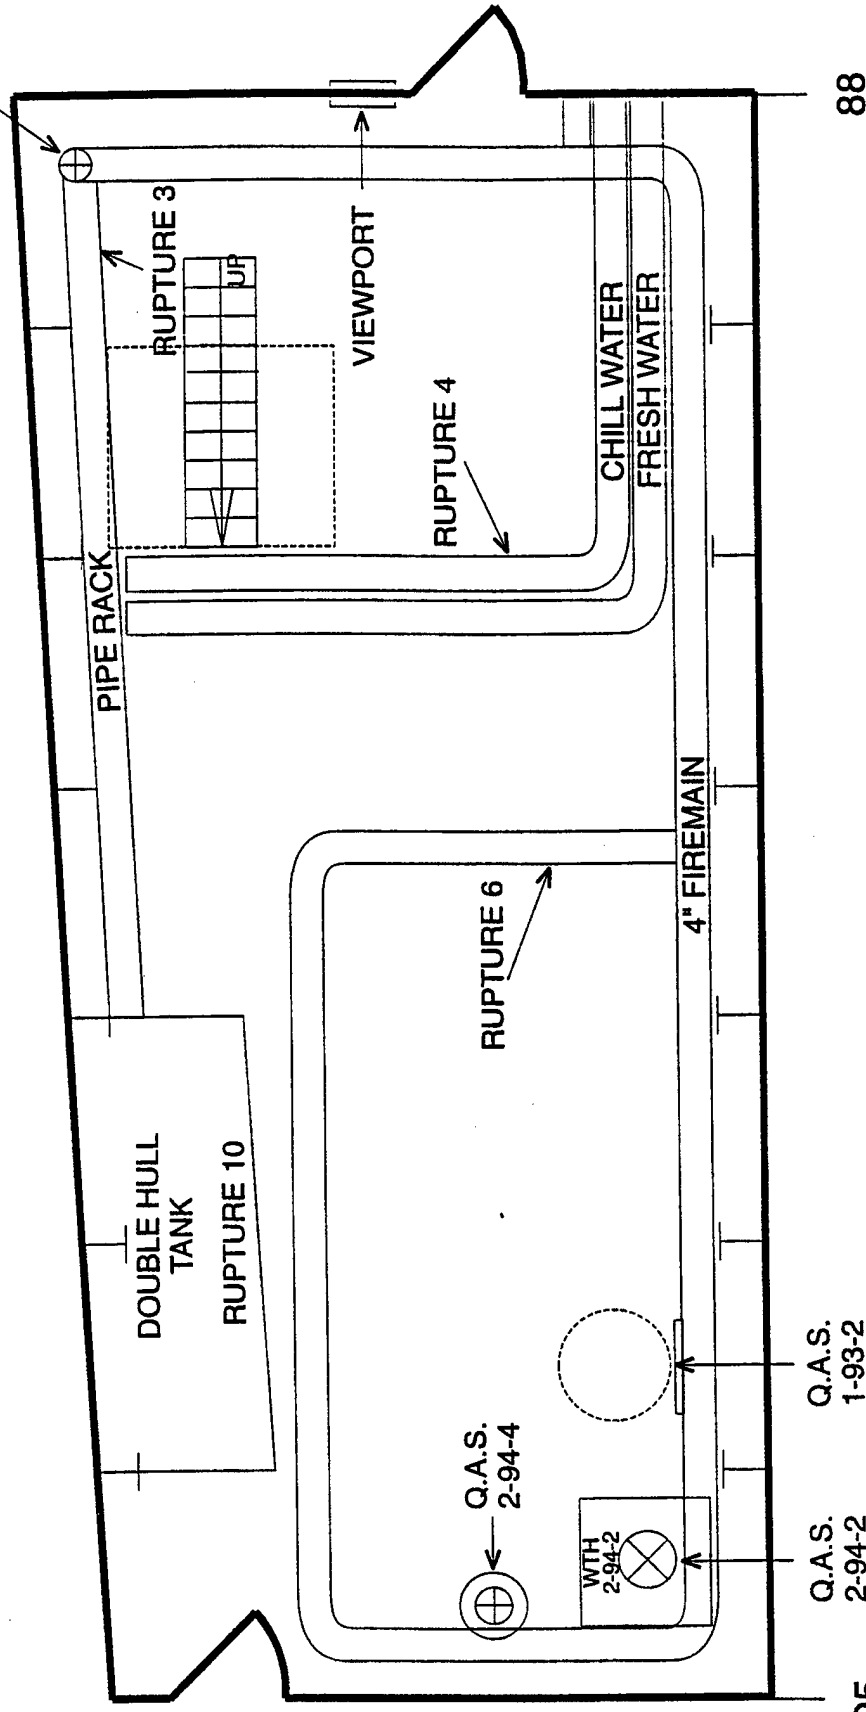 RUPTURE 3
UP
VIEWPORT
PIPE RACK
RUPTURE 4
CHILL WATER
FRESH WATER
88
RUPTURE 6
4" FIREMAIN
DOUBLE HULL
TANK
RUPTURE 10
Q.A.S.
2-94-4
WTH
2-94-2
Q.A.S.
1-93-2
Q.A.S.
2-94-2